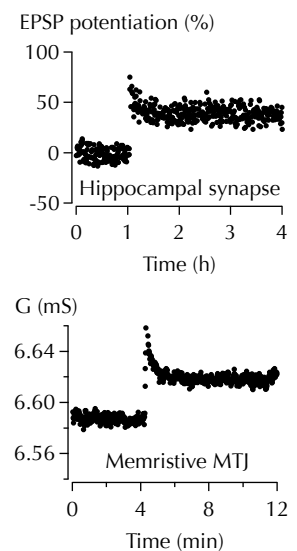 EPSP potentiation (%)
100
50
0
-50
Hippocampal synapse
0 1 2 3 4
Time (h)
G (mS)
6.64
6.60
6.56
Memristive MTJ
0 4 8 12
Time (min)